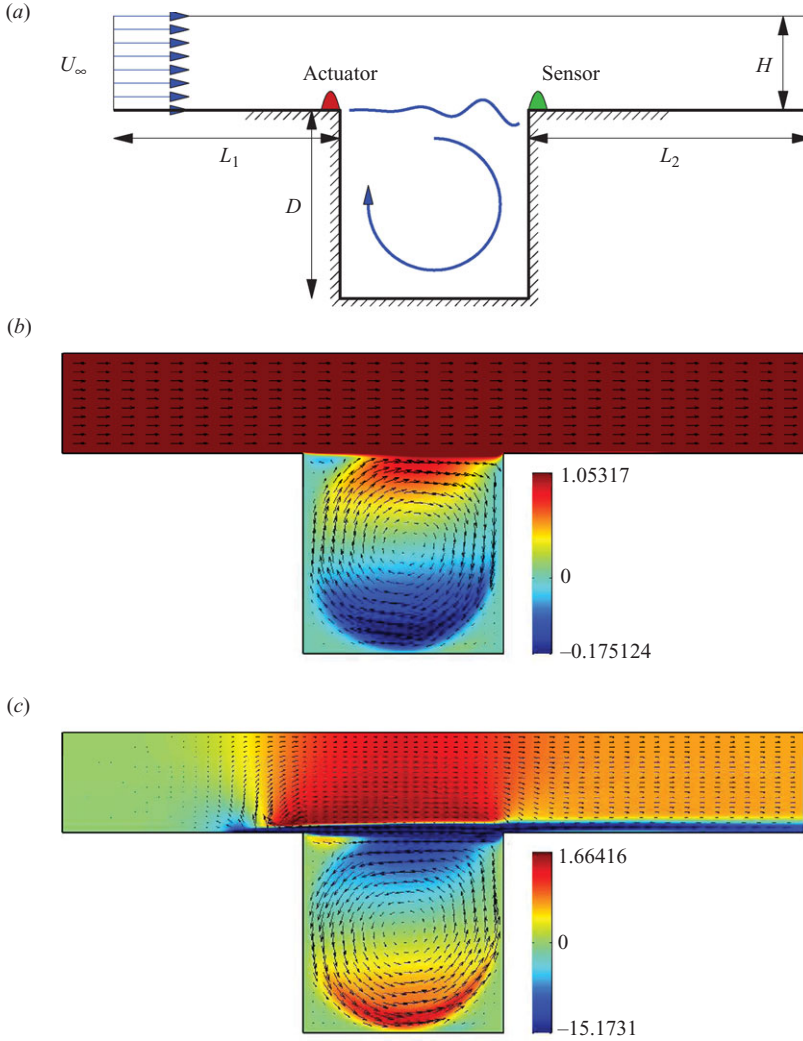 (a)
U∞
H
Actuator
Sensor
L1
L2
D
(b)
1.05317
0
–0.175124
(c)
1.66416
0
–15.1731